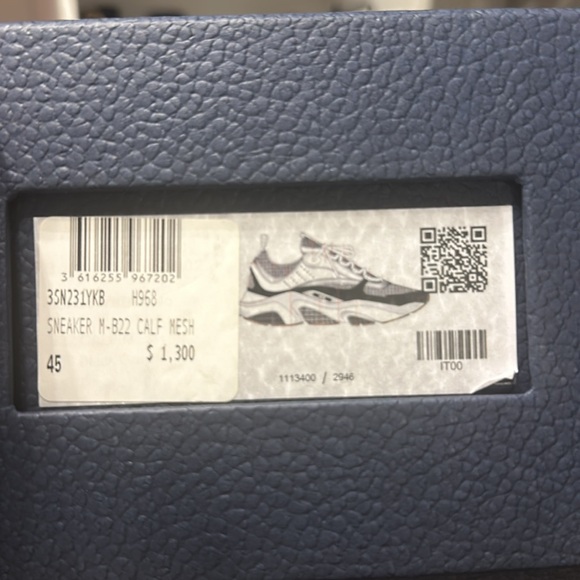 3 616255 967202
3SN231YKB H968
SNEAKER M-B22 CALF MESH
45 $ 1,300
1113400 / 2946
IT00